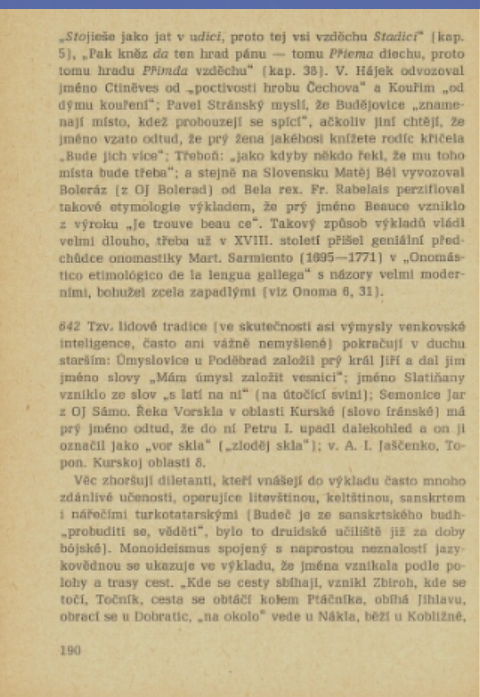 „Stojieše jako jat v udici, proto tej vsi vzděchu Stadici“ (kap.
5), „Pak kněz da ten hrad pánu — tomu Přiema diechu, proto
tomu hradu Přimda vzděchu“ (kap. 38). V. Hájek odvozoval
jméno Ctiněves od „poctivosti hrobu Čechova“ a Kouřim „od
dýmu kouření“; Pavel Stránský myslí, že Budějovice „zname-
nají místo, kdež probouzejí se spící“, ačkoliv jiní chtějí, že
jméno vzato odtud, že prý žena jakéhosi knížete rodíc křičela
„Bude jich více“; Třeboň: „jako kdyby někdo řekl, že mu toho
místa bude třeba“; a stejně na Slovensku Matěj Bél vyvozoval
Boleráz (z OJ Bolerad) od Bela rex. Fr. Rabelais perzifloval
takové etymologie výkladem, že prý jméno Beauce vzniklo
z výroku „je trouve beau ce“. Takový způsob výkladů vládl
velmi dlouho, třeba už v XVIII. století přišel geniální před-
chůdce onomastiky Mart. Sarmiento (1695—1771) v „Onomás-
tico etimológico de la lengua gallega“ s názory velmi moder-
ními, bohužel zcela zapadlými (viz Onoma 6, 31).
642 Tzv. lidové tradice (ve skutečnosti asi výmysly venkovské
inteligence, často ani vážně nemyšlené) pokračují v duchu
starším: Úmyslovice u Poděbrad založil prý král Jiří a dal jim
jméno slovy „Mám úmysl založit vesnici“; jméno Slatiňany
vzniklo ze slov „s latí na ni“ (na útočící svini); Semonice jar
z OJ Sámo. Řeka Vorskla v oblasti Kurské (slovo íránské) má
prý jméno odtud, že do ní Petru I. upadl dalekohled a on ji
označil jako „vor skla“ („zloděj skla“); v. A. I. Jaščenko, To-
pon. Kurskoj oblasti 8.
Věc zhoršují diletanti, kteří vnášejí do výkladu často mnoho
zdánlivé učenosti, operujíce litevštinou, keltštinou, sanskrtem
i nářečími turkotatarskými (Budeč je ze sanskrtského budh-
„probuditi se, věděti“, bylo to druidské učiliště již za doby
bójské). Monoideismus spojený s naprostou neznalostí jazy-
kovědnou se ukazuje ve výkladu, že jména vznikala podle po-
lohy a trasy cest. „Kde se cesty sbíhají, vznikl Zbiroh, kde se
točí, Točník, cesta se obtáčí kolem Ptáčníka, obíhá Jihlavu,
obrací se u Dobratic, „na okolo“ vede u Nákla, běží u Kobližné,
190